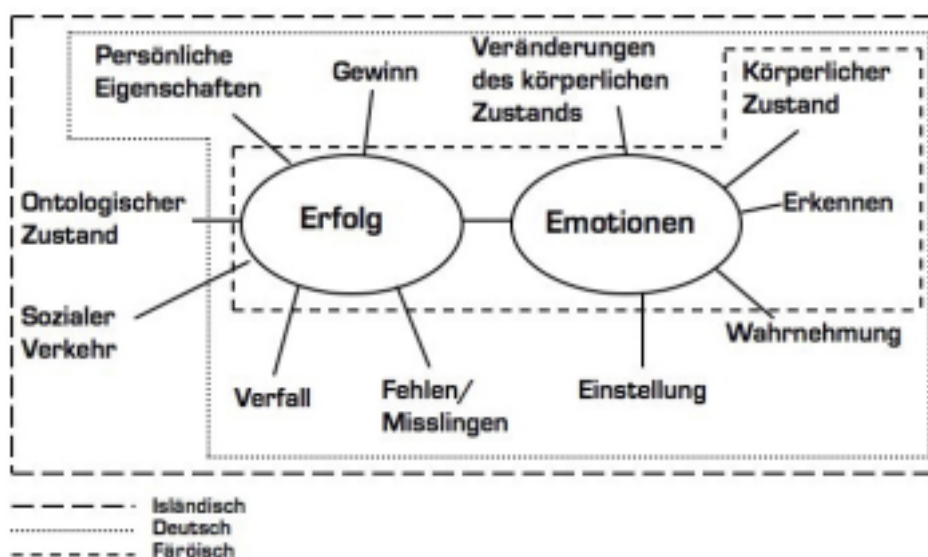 Persönliche
Eigenschaften
Gewinn
Veränderungen
des körperlichen
Zustands
Körperlicher
Zustand
Ontologischer
Zustand
Erfolg
Emotionen
Erkennen
Sozialer
Verkehr
Wahrnehmung
Verfall
Fehlen/
Misslingen
Einstellung
Isländisch
Deutsch
Färöisch